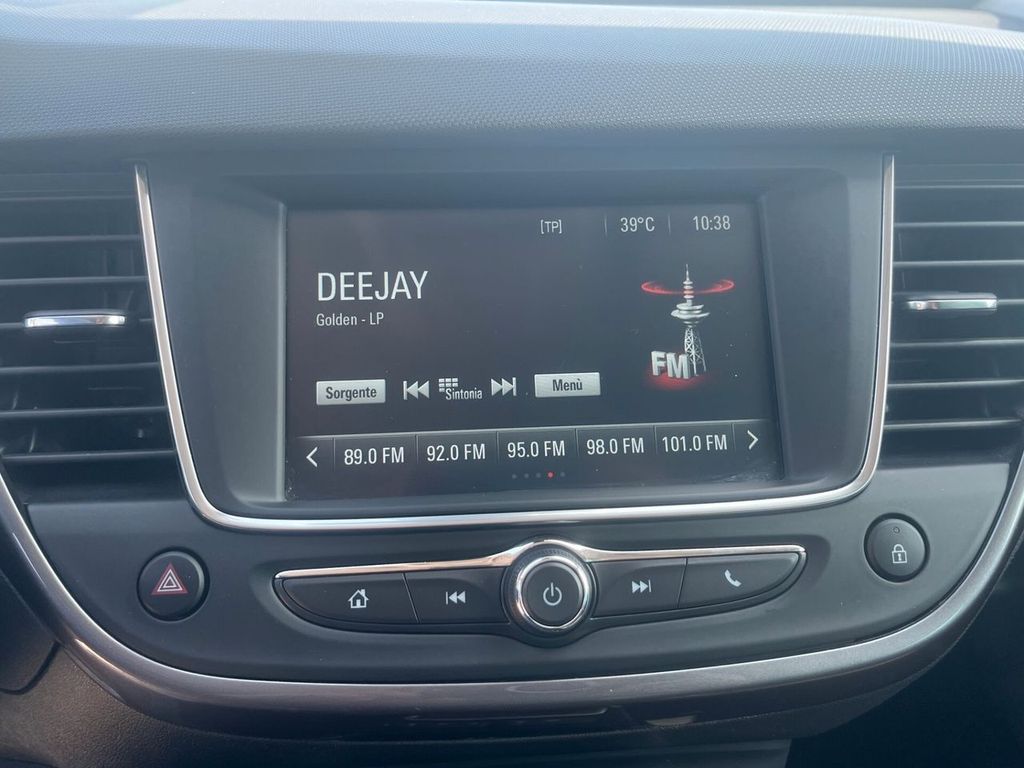 [TP] 39°C 10:38
DEEJAY
Golden - LP
FM
Sorgente Sintonia Menù
89.0 FM 92.0 FM 95.0 FM 98.0 FM 101.0 FM